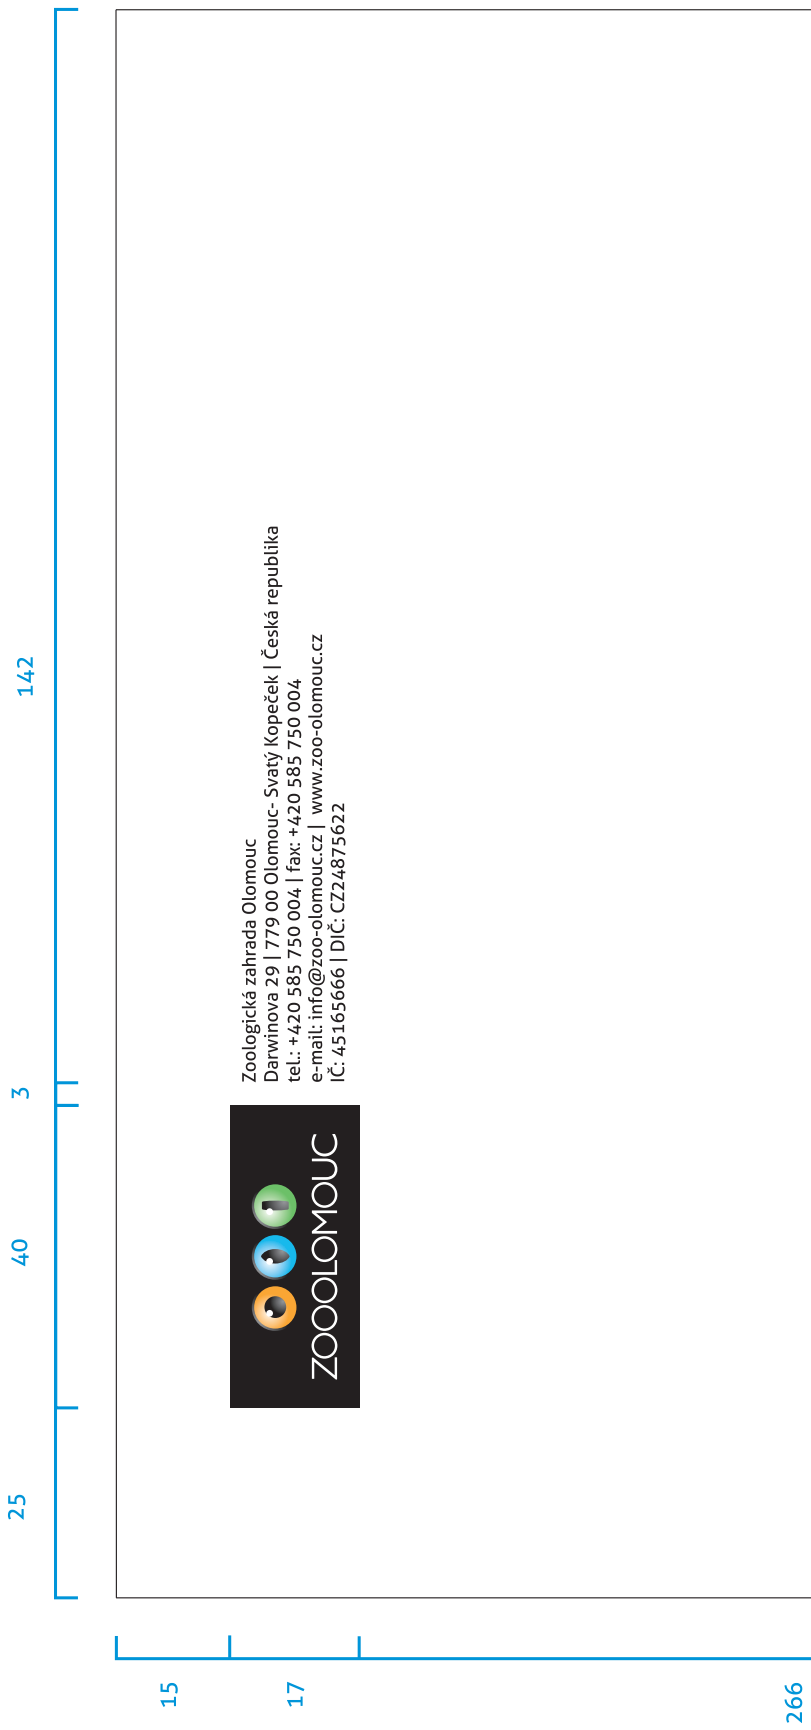 25
40
3
142
15
17
266
ZOOOLOMOUC
Zoologická zahrada Olomouc
Darwinova 29 | 779 00 Olomouc- Svatý Kopeček | Česká republika
tel.: +420 585 750 004 | fax: +420 585 750 004
e-mail: info@zoo-olomouc.cz | www.zoo-olomouc.cz
IČ: 45165666 | DIČ: CZ24875622